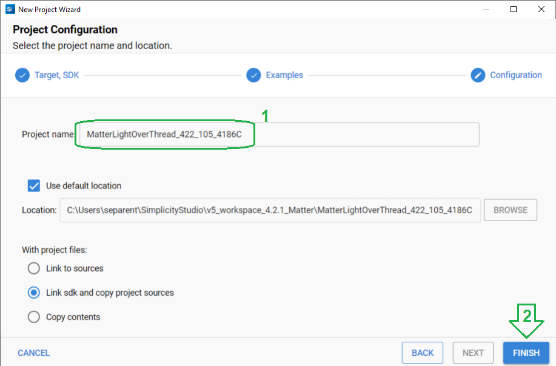 Si New Project Wizard
Project Configuration
Select the project name and location.
Target, SDK
Examples
Configuration
1
Project name: MatterLightOverThread_422_105_4186C
Use default location
Location: C:\Users\separent\SimplicityStudio\v5_workspace_4.2.1_Matter\MatterLightOverThread_422_105_4186C BROWSE
With project files:
Link to sources
Link sdk and copy project sources
Copy contents
2
CANCEL BACK NEXT FINISH